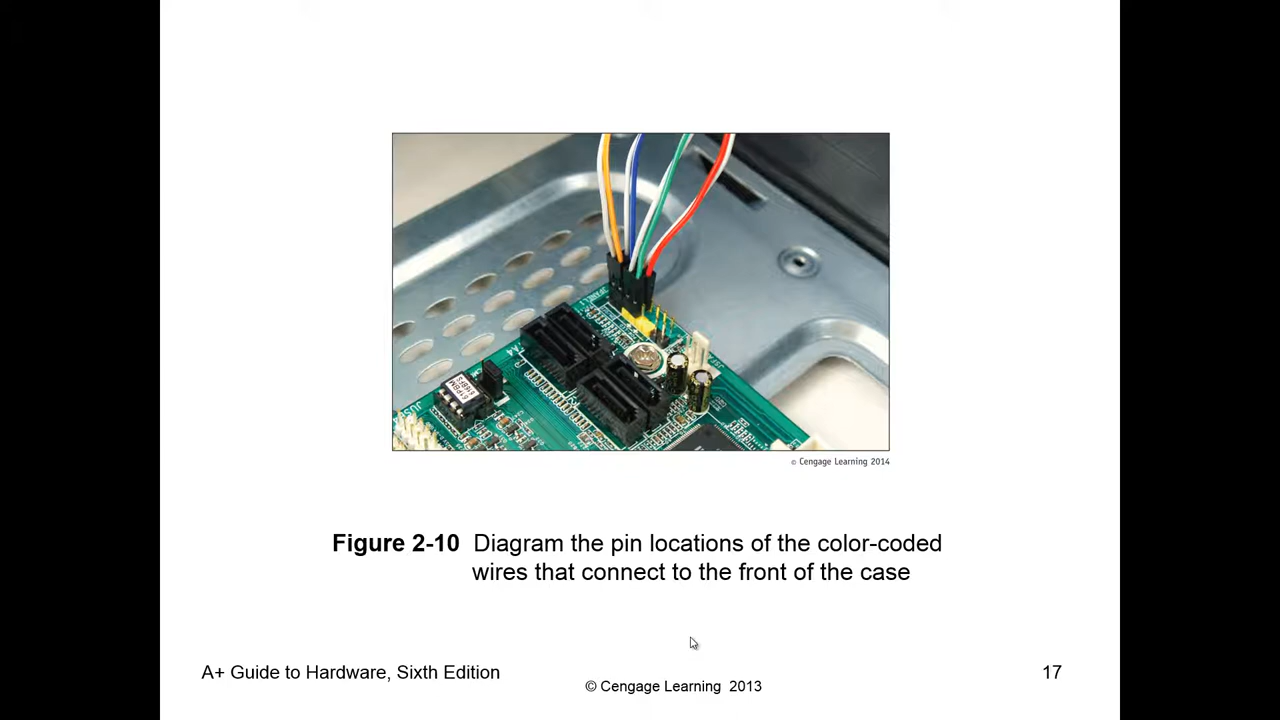 JPANEL1
© Cengage Learning 2014
Figure 2-10 Diagram the pin locations of the color-coded
wires that connect to the front of the case
A+ Guide to Hardware, Sixth Edition
© Cengage Learning 2013
17